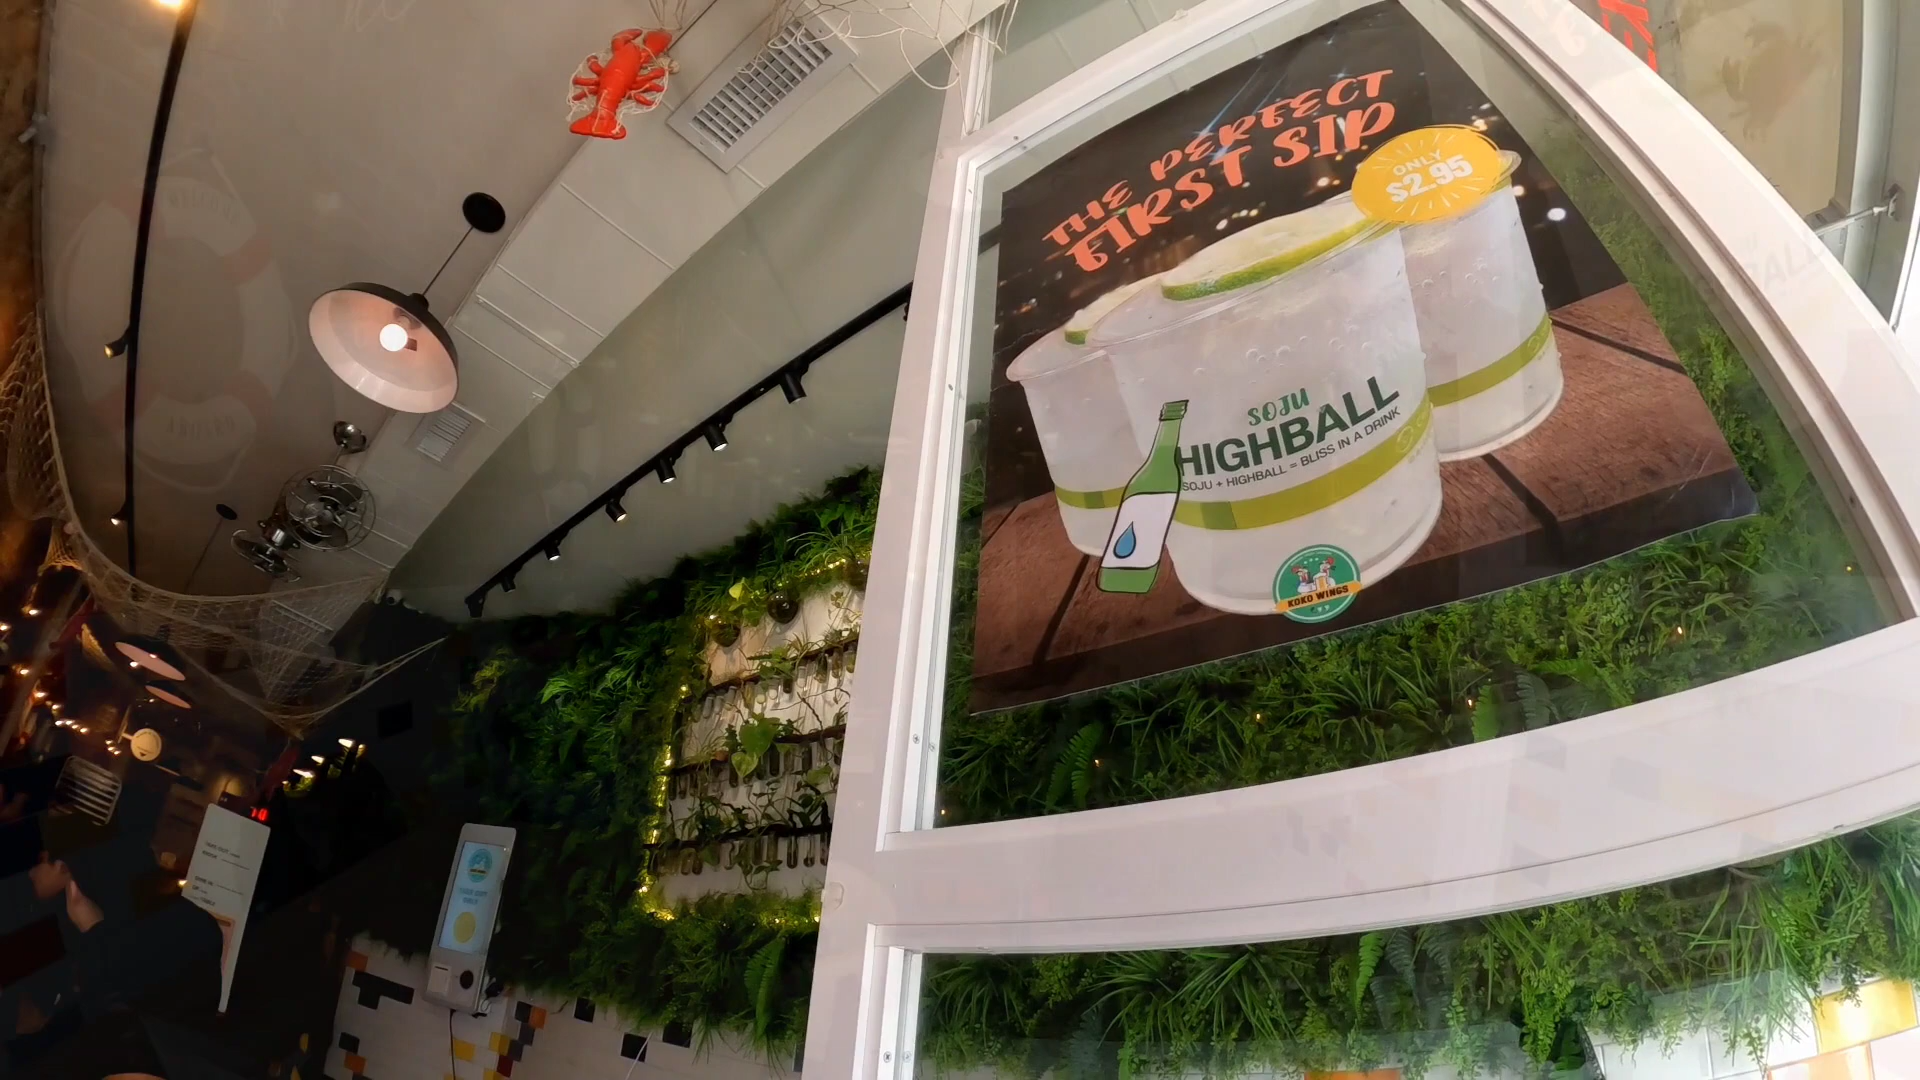 THE PERFECT
FIRST SIP
ONLY
$2.95
SOJU
HIGHBALL
SOJU + HIGHBALL = BLISS IN A DRINK
KOKO WINGS